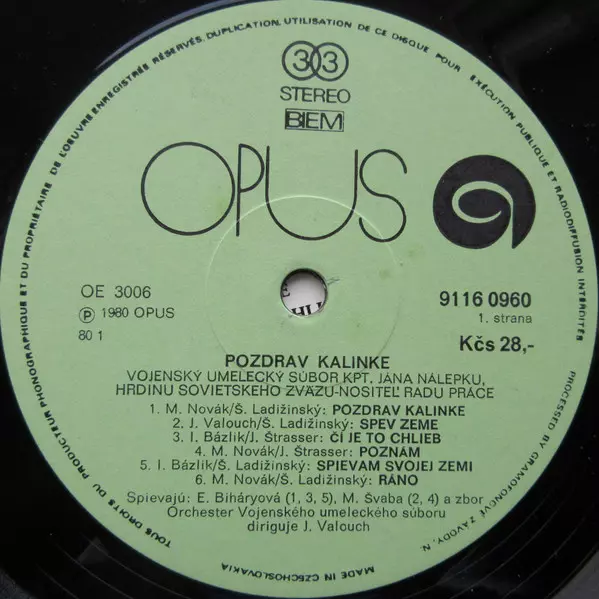 TOUS DROITS DU PRODUCTEUR PHONOGRAPHIQUE ET DU PROPRIÉTAIRE DE L'OEUVRE ENREGISTRÉE RÉSERVÉS. DUPLICATION, UTILISATION DE CE DISQUE POUR EXÉCUTION PUBLIQUE ET RADIODIFFUSION INTERDITES
33
STEREO
BIEM
OPUS
OE 3006
Ⓟ 1980 OPUS
80 1
9116 0960
1. strana
Kčs 28,-
POZDRAV KALINKE
VOJENSKÝ UMELECKÝ SÚBOR KPT. JÁNA NÁLEPKU,
HRDINU SOVIETSKEHO ZVÄZU-NOSITEĽ RADU PRÁCE
1. M. Novák/Š. Ladižinský: POZDRAV KALINKE
2. J. Valouch/Š. Ladižinský: SPEV ZEME
3. I. Bázlik/J. Štrasser: ČI JE TO CHLIEB
4. M. Novák/J. Štrasser: POZNÁM
5. I. Bázlik/Š. Ladižinský: SPIEVAM SVOJEJ ZEMI
6. M. Novák/Š. Ladižinský: RÁNO
Spievajú: E. Biháryová (1, 3, 5), M. Švaba (2, 4) a zbor
Orchester Vojenského umeleckého súboru
diriguje J. Valouch
MADE IN CZECHOSLOVAKIA
PROCESSED BY GRAMOFONOVÉ ZÁVODY, N.